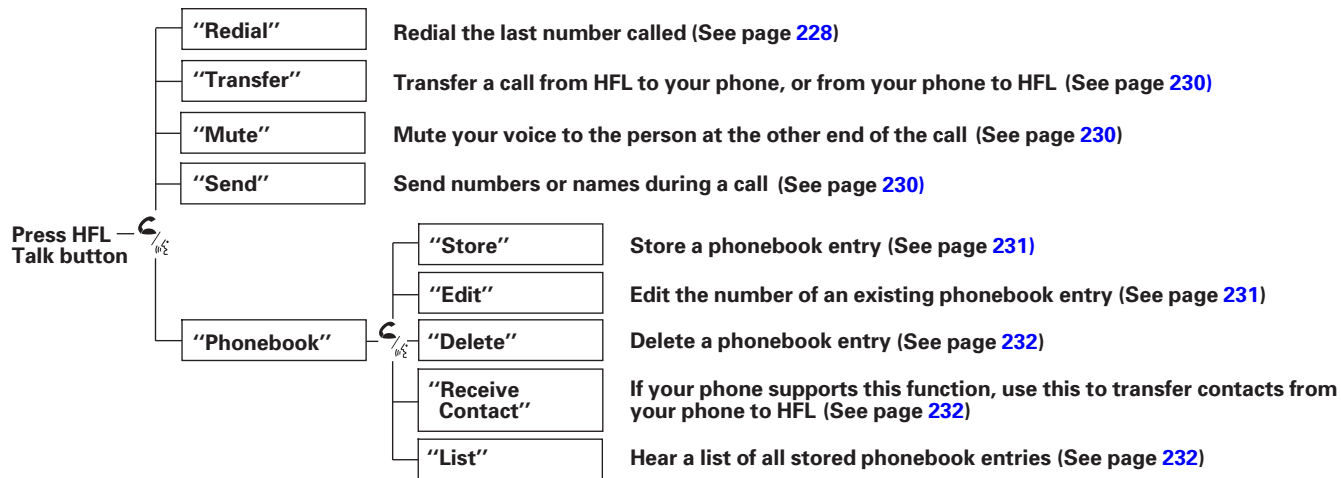 "Redial" Redial the last number called (See page 228)
"Transfer" Transfer a call from HFL to your phone, or from your phone to HFL (See page 230)
"Mute" Mute your voice to the person at the other end of the call (See page 230)
"Send" Send numbers or names during a call (See page 230)
Press HFL
Talk button
"Phonebook"
"Store" Store a phonebook entry (See page 231)
"Edit" Edit the number of an existing phonebook entry (See page 231)
"Delete" Delete a phonebook entry (See page 232)
"Receive
Contact"
If your phone supports this function, use this to transfer contacts from
your phone to HFL (See page 232)
"List" Hear a list of all stored phonebook entries (See page 232)